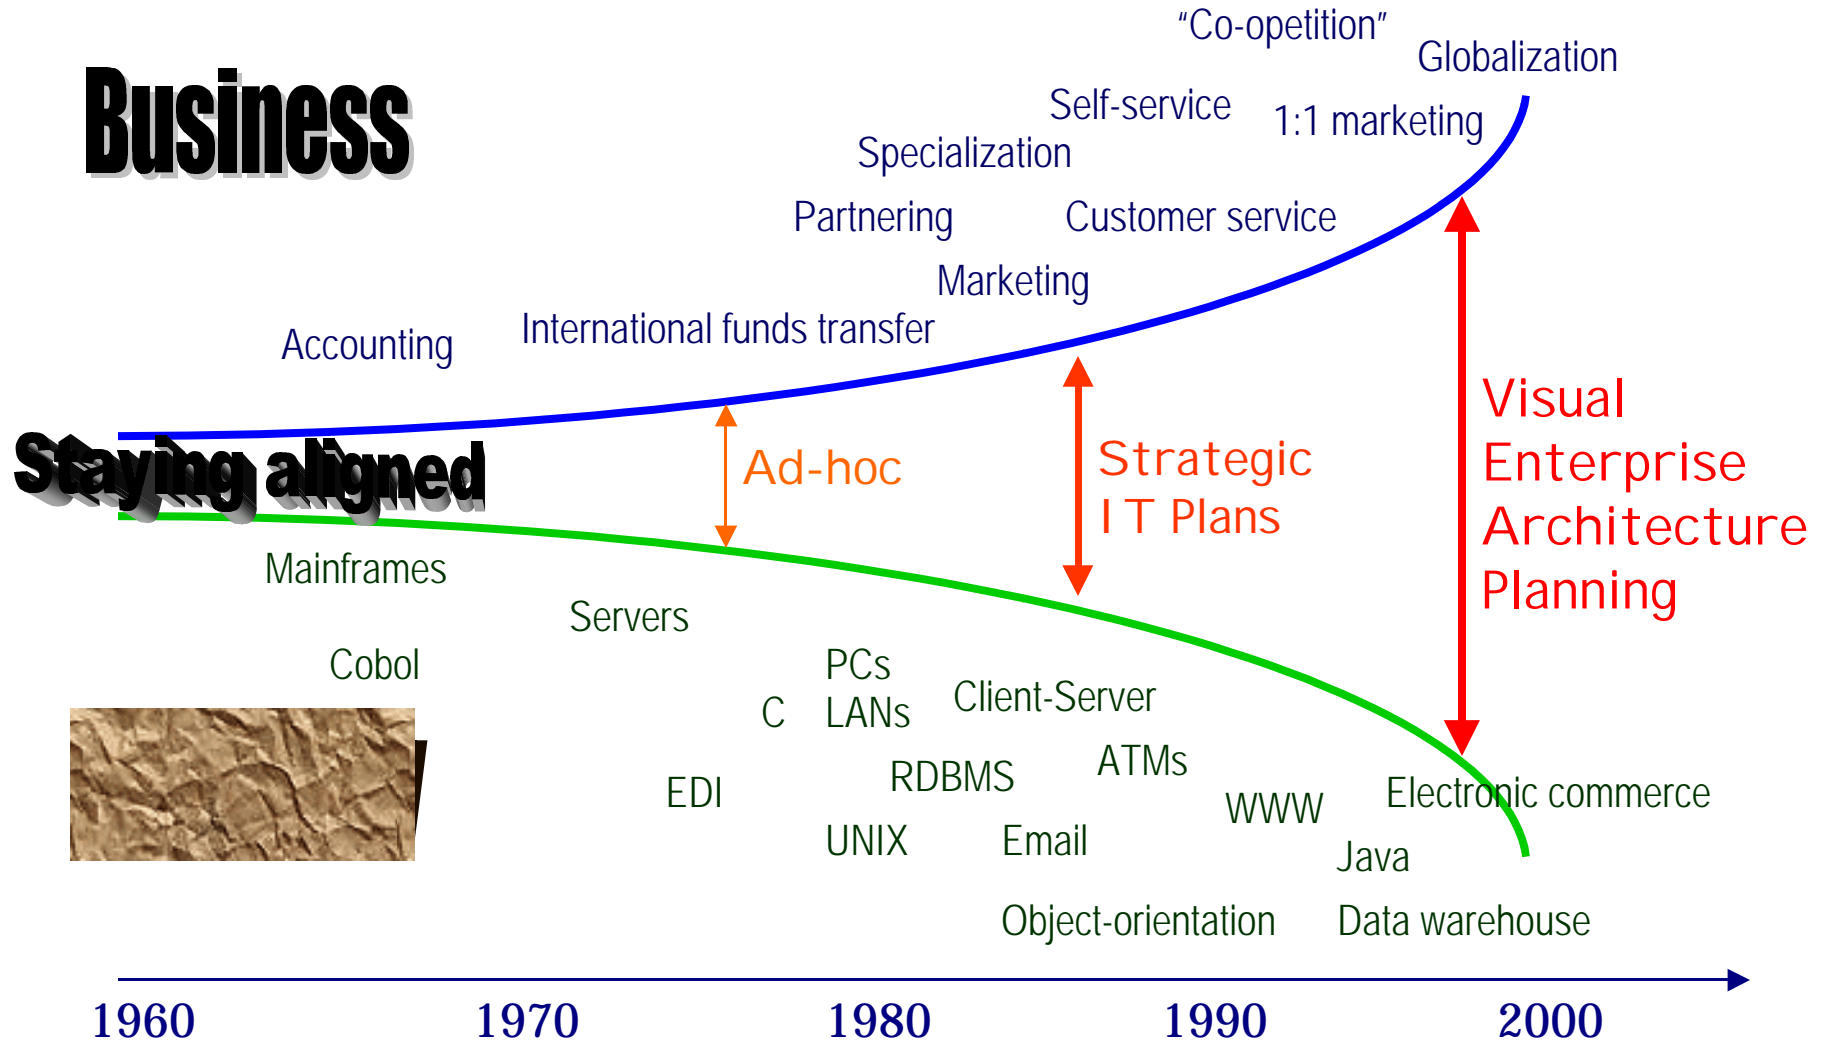 “Co-opetition”
Globalization
Business
Self-service
1:1 marketing
Specialization
Partnering
Customer service
Marketing
International funds transfer
Accounting
Staying aligned
Ad-hoc
Strategic
IT Plans
Visual
Enterprise
Architecture
Planning
Mainframes
Servers
Cobol
PCs
C
LANs
Client-Server
ATMs
RDBMS
EDI
WWW
Electronic commerce
UNIX
Email
Java
Object-orientation
Data warehouse
1960
1970
1980
1990
2000